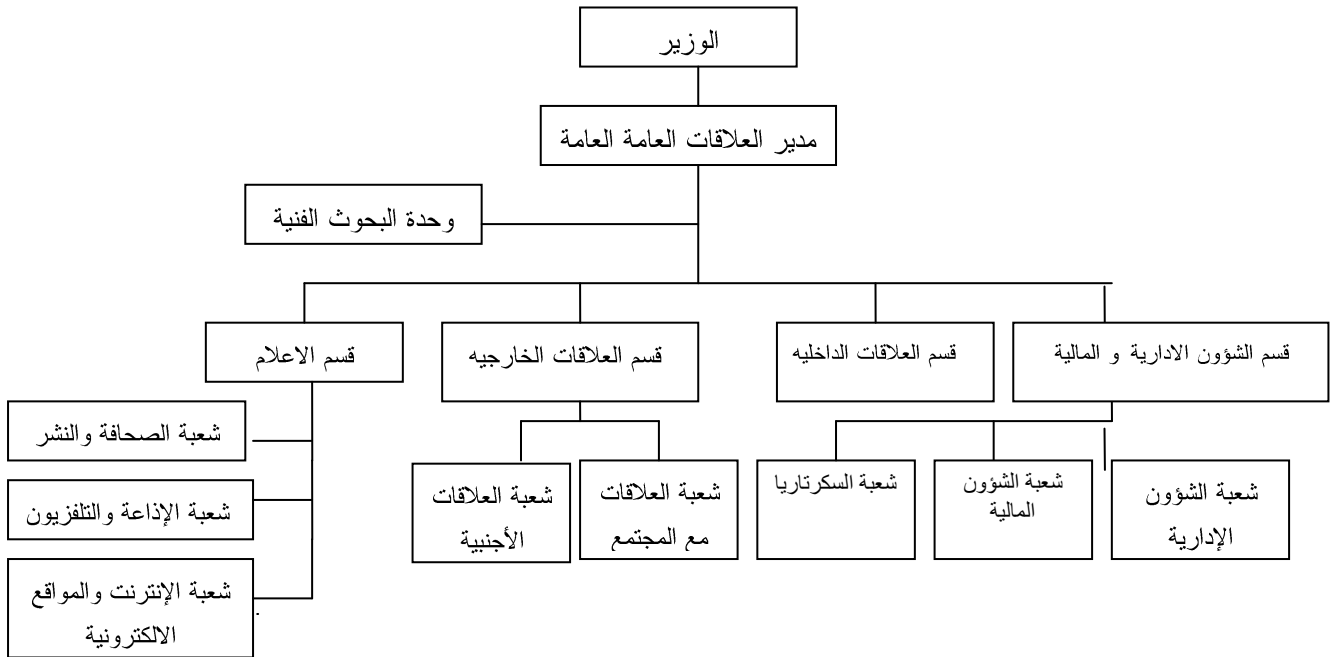 الوزير
مدير العلاقات العامة العامة
وحدة البحوث الفنية
قسم الشؤون الادارية و المالية
قسم العلاقات الداخليه
قسم العلاقات الخارجيه
قسم الاعلام
شعبة الشؤون
الإدارية
شعبة الشؤون
المالية
شعبة السكرتاريا
شعبة العلاقات
مع المجتمع
شعبة العلاقات
الأجنبية
شعبة الصحافة والنشر
شعبة الإذاعة والتلفزيون
شعبة الإنترنت والمواقع
الالكترونية